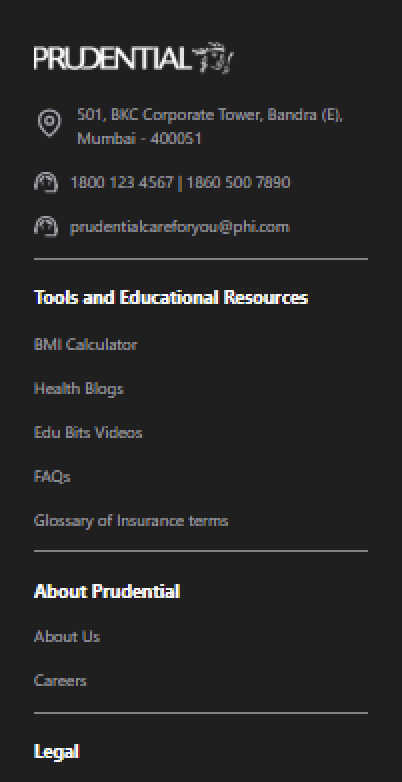 PRUDENTIAL
501, BKC Corporate Tower, Bandra (E),
Mumbai - 400051
1800 123 4567 | 1860 500 7890
prudentialcareforyou@phi.com
Tools and Educational Resources
BMI Calculator
Health Blogs
Edu Bits Videos
FAQs
Glossary of Insurance terms
About Prudential
About Us
Careers
Legal